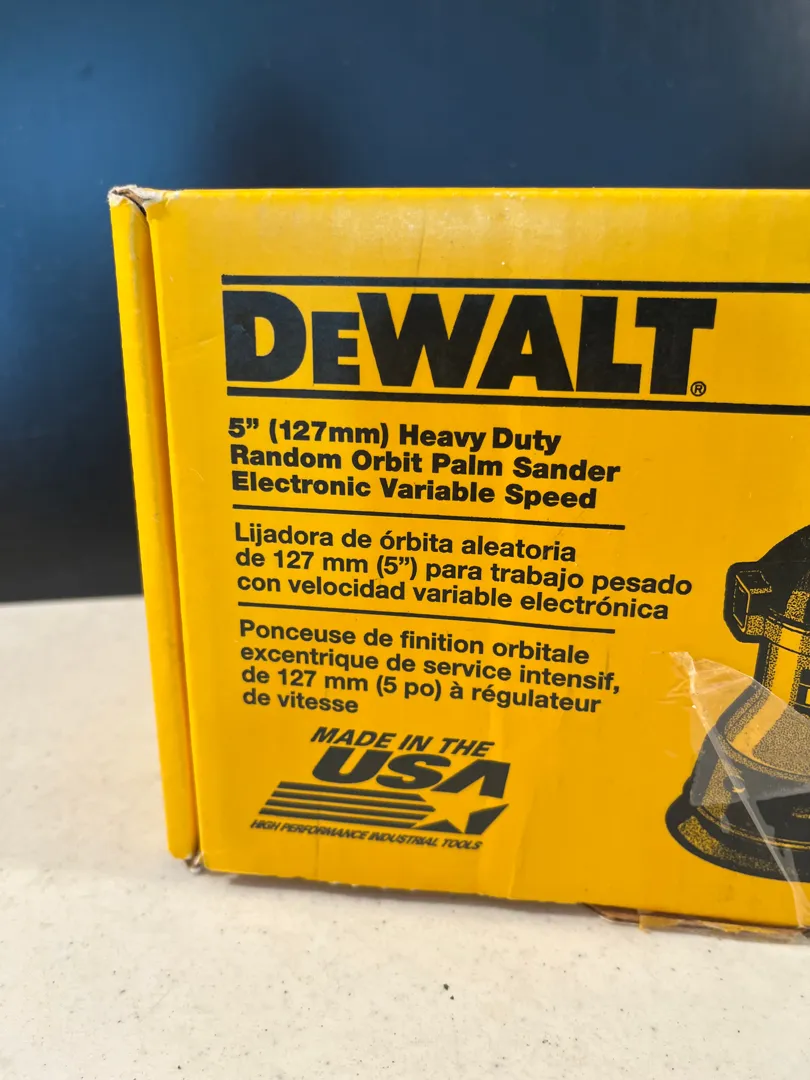 DEWALT®
5” (127mm) Heavy Duty
Random Orbit Palm Sander
Electronic Variable Speed
Lijadora de órbita aleatoria
de 127 mm (5”) para trabajo pesado
con velocidad variable electrónica
Ponceuse de finition orbitale
excentrique de service intensif,
de 127 mm (5 po) à régulateur
de vitesse
MADE IN THE
USA
HIGH PERFORMANCE INDUSTRIAL TOOLS